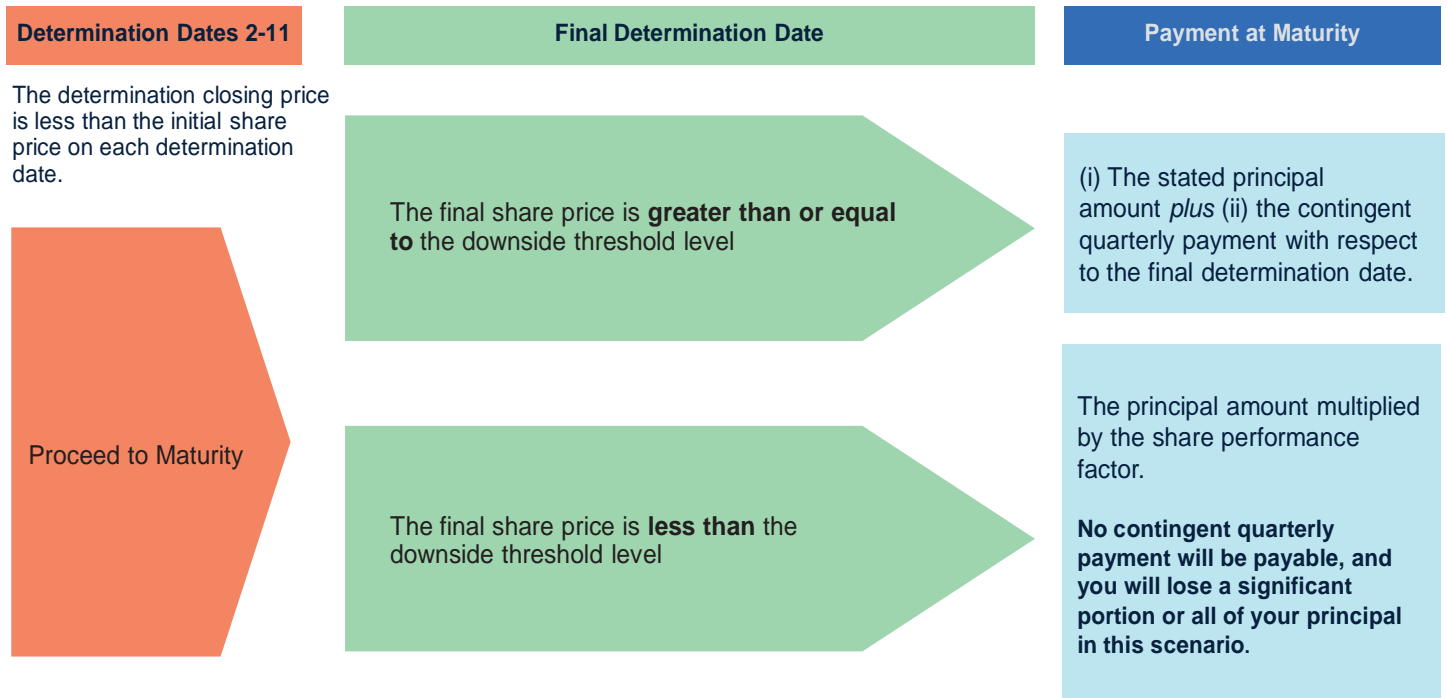 Determination Dates 2-11
Final Determination Date
Payment at Maturity
The determination closing price
is less than the initial share
price on each determination
date.
Proceed to Maturity
The final share price is greater than or equal
to the downside threshold level
(i) The stated principal
amount plus (ii) the contingent
quarterly payment with respect
to the final determination date.
The final share price is less than the
downside threshold level
The principal amount multiplied
by the share performance
factor.
No contingent quarterly
payment will be payable, and
you will lose a significant
portion or all of your principal
in this scenario.